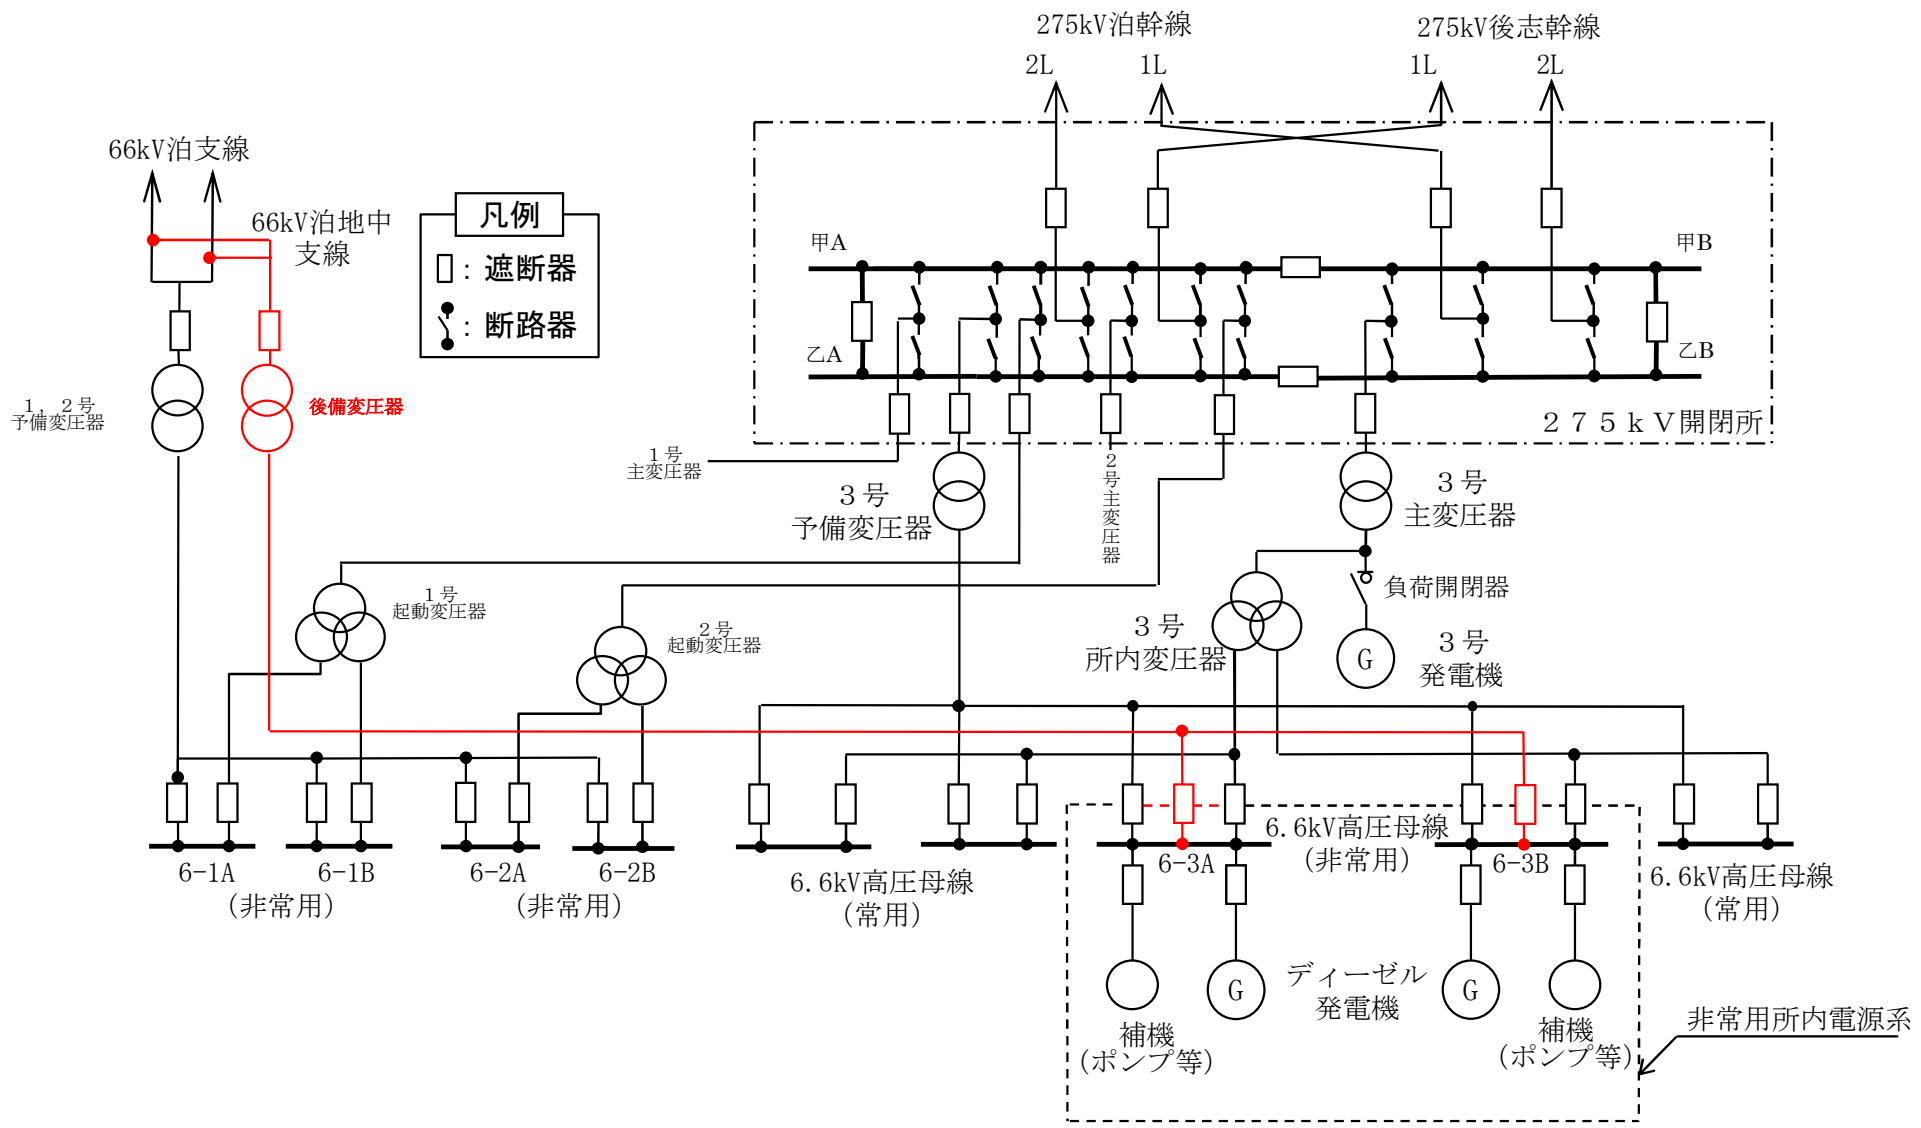 275kV泊幹線
275kV後志幹線
2L
1L
1L
2L
66kV泊支線
66kV泊地中
支線
凡例
：遮断器
：断路器
甲A
甲B
乙A
乙B
275kV開閉所
1，2号
予備変圧器
後備変圧器
1号
主変圧器
3号
予備変圧器
2号主変圧器
3号
主変圧器
負荷開閉器
1号
起動変圧器
2号
起動変圧器
3号
所内変圧器
G
3号
発電機
6-1A
6-1B
(非常用)
6-2A
6-2B
(非常用)
6.6kV高圧母線
(常用)
6-3A
6.6kV高圧母線
(非常用)
6-3B
6.6kV高圧母線
(常用)
G
ディーゼル
発電機
G
補機
(ポンプ等)
補機
(ポンプ等)
非常用所内電源系